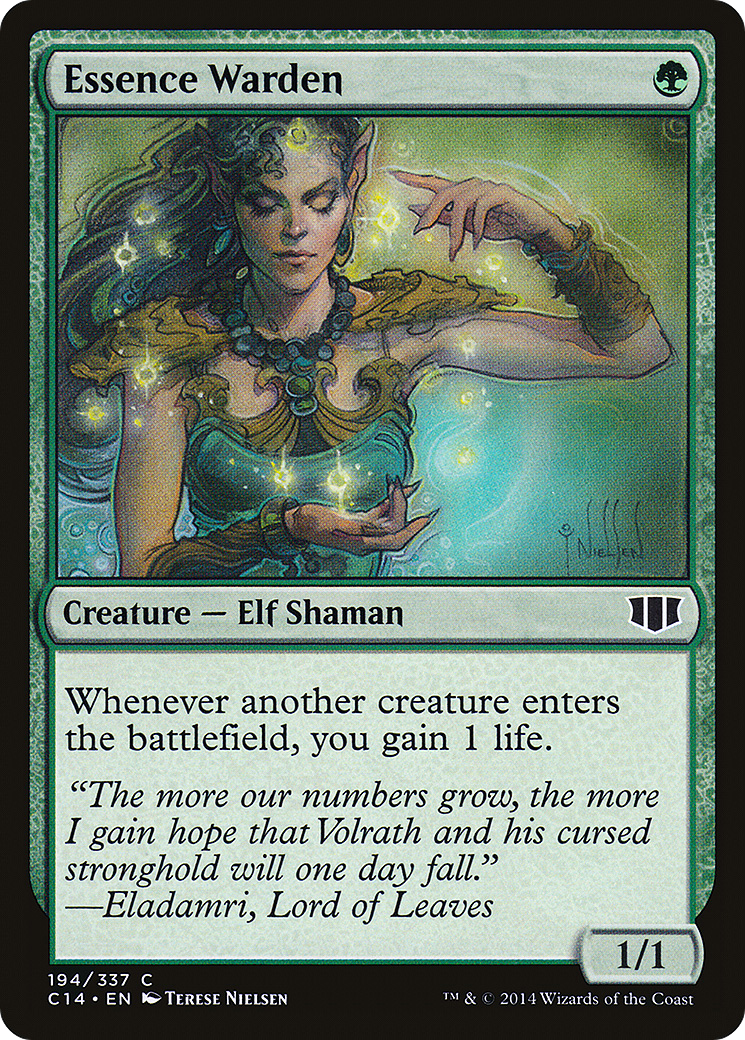 Essence Warden
NIELSEN
Creature — Elf Shaman
Whenever another creature enters
the battlefield, you gain 1 life.
“The more our numbers grow, the more
I gain hope that Volrath and his cursed
stronghold will one day fall.”
—Eladamri, Lord of Leaves
1/1
194/337 C
C14 • EN TERESE NIELSEN
™ & © 2014 Wizards of the Coast